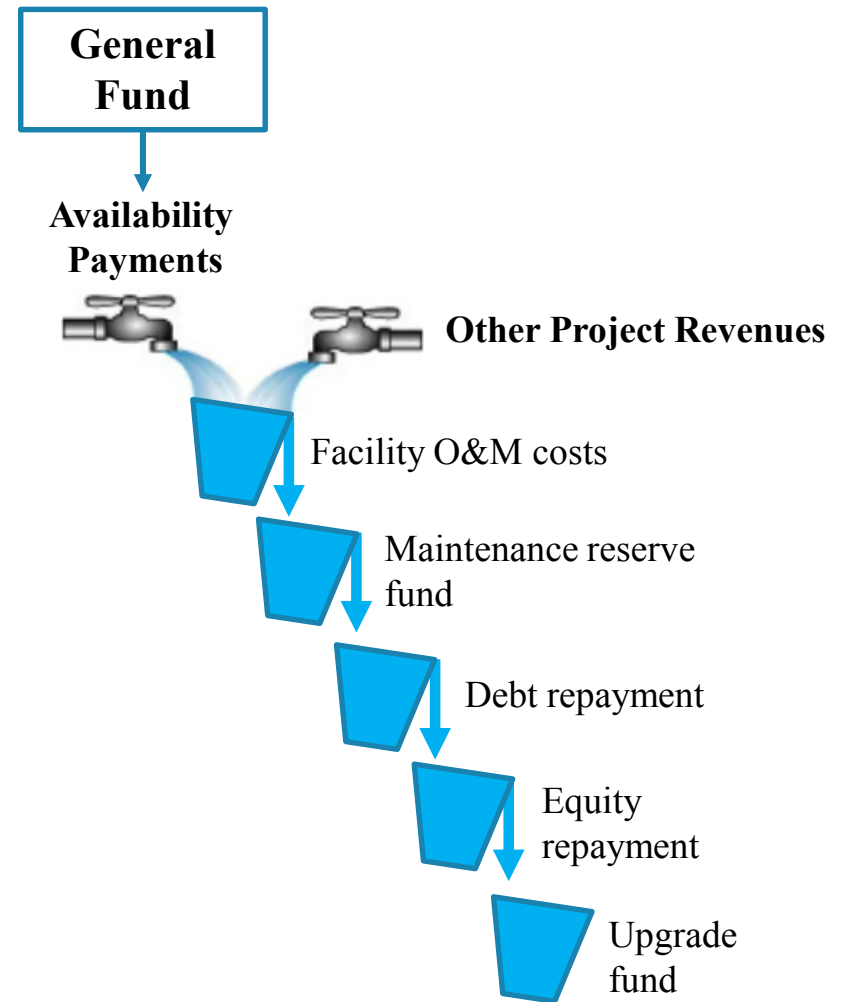 General
Fund
Availability
Payments
Other Project Revenues
Facility O&M costs
Maintenance reserve
fund
Debt repayment
Equity
repayment
Upgrade
fund